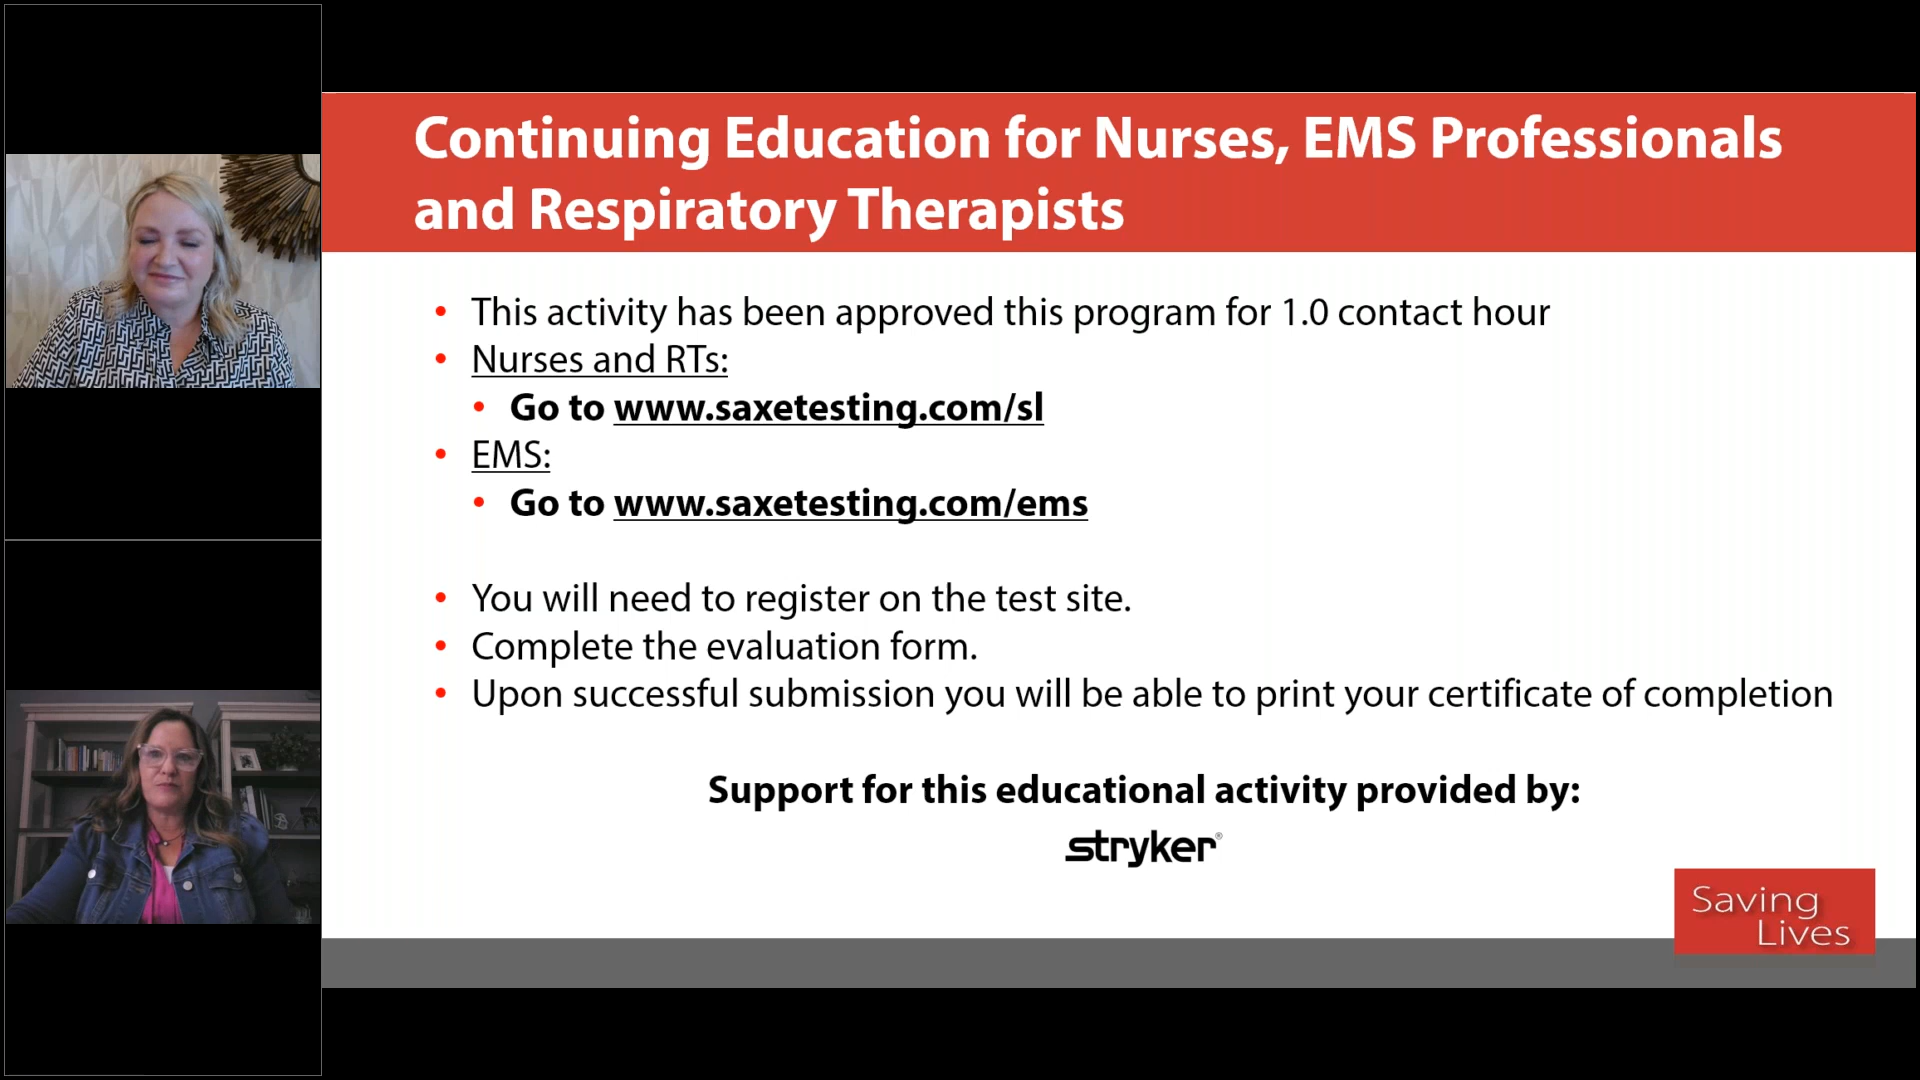 Continuing Education for Nurses, EMS Professionals
and Respiratory Therapists
• This activity has been approved this program for 1.0 contact hour
• Nurses and RTs:
• Go to www.saxetesting.com/sl
• EMS:
• Go to www.saxetesting.com/ems
• You will need to register on the test site.
• Complete the evaluation form.
• Upon successful submission you will be able to print your certificate of completion
Support for this educational activity provided by:
stryker®
Saving
Lives